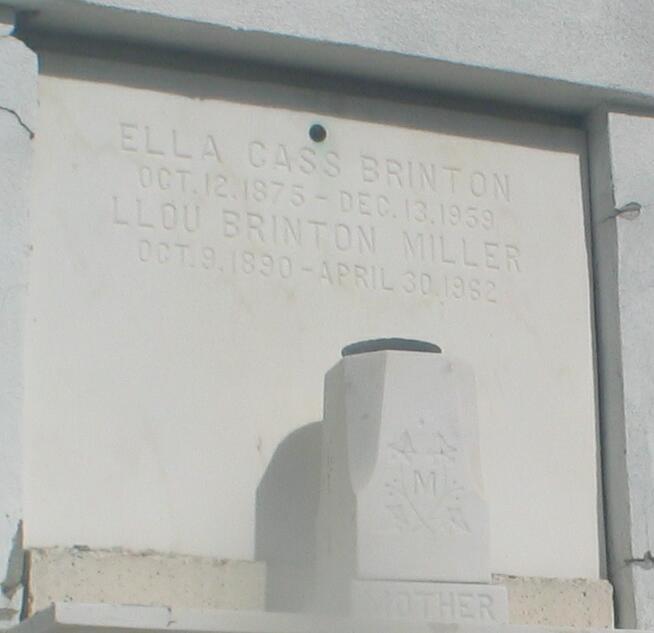 ELLA CASS BRINTON
OCT. 12. 1875 - DEC. 13. 1959
LLOU BRINTON MILLER
OCT. 9. 1890 - APRIL 30. 1962
M
MOTHER